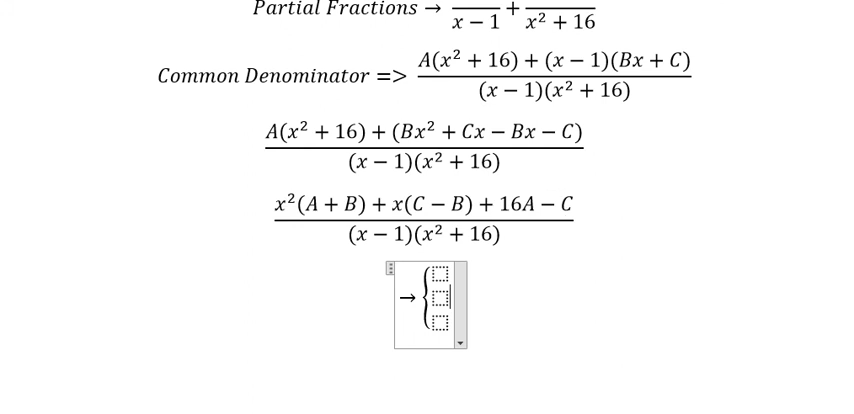 Partial Fractions → ─/(x − 1) + ─/(x² + 16)
Common Denominator => (A(x² + 16) + (x − 1)(Bx + C))/((x − 1)(x² + 16))
(A(x² + 16) + (Bx² + Cx − Bx − C))/((x − 1)(x² + 16))
(x²(A + B) + x(C − B) + 16A − C)/((x − 1)(x² + 16))
→ {